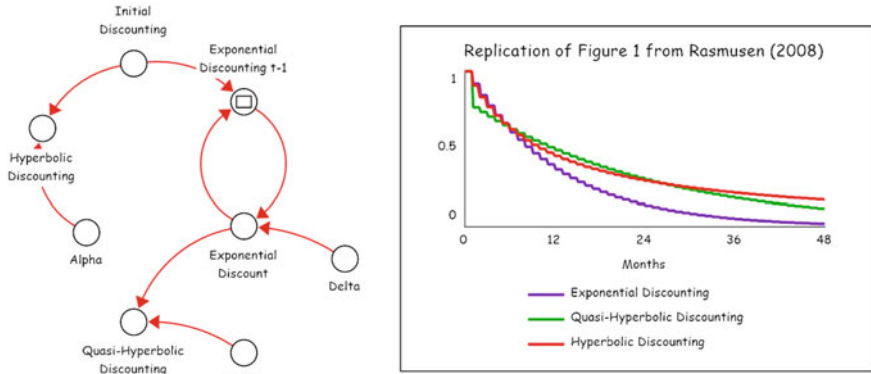 Initial
Discounting
Exponential
Discounting t-1
Hyperbolic
Discounting
Alpha
Exponential
Discount
Delta
Quasi-Hyperbolic
Discounting
Replication of Figure 1 from Rasmusen (2008)
1
0.5
0
0
12
24
36
48
Months
Exponential Discounting
Quasi-Hyperbolic Discounting
Hyperbolic Discounting